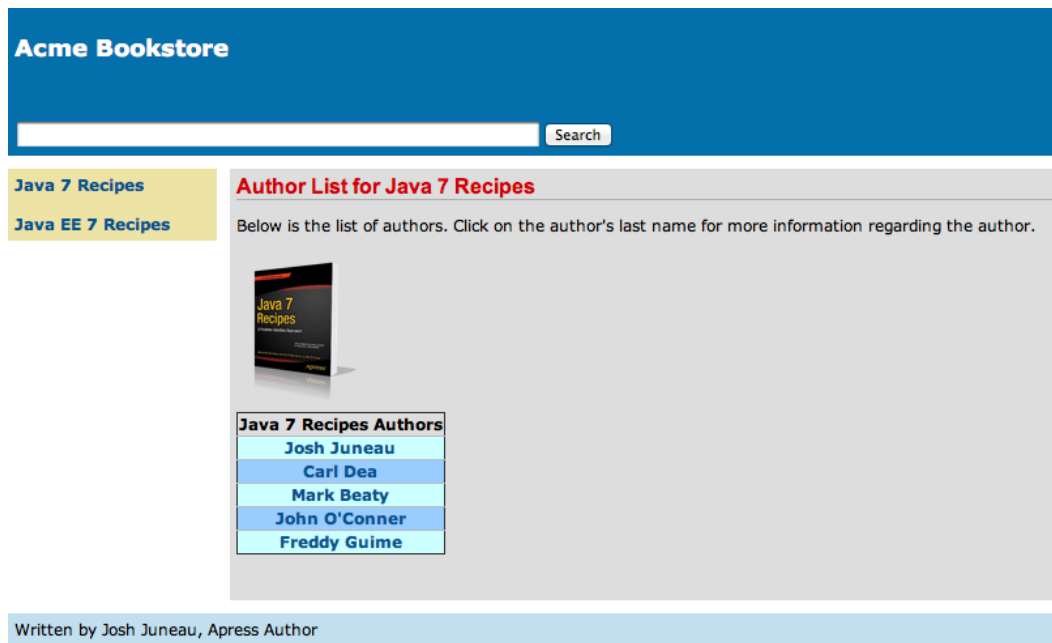 Acme Bookstore
Search
Java 7 Recipes
Java EE 7 Recipes
Author List for Java 7 Recipes
Below is the list of authors. Click on the author's last name for more information regarding the author.
Java 7
Recipes
Apress
Java 7 Recipes Authors
Josh Juneau
Carl Dea
Mark Beaty
John O'Conner
Freddy Guime
Written by Josh Juneau, Apress Author